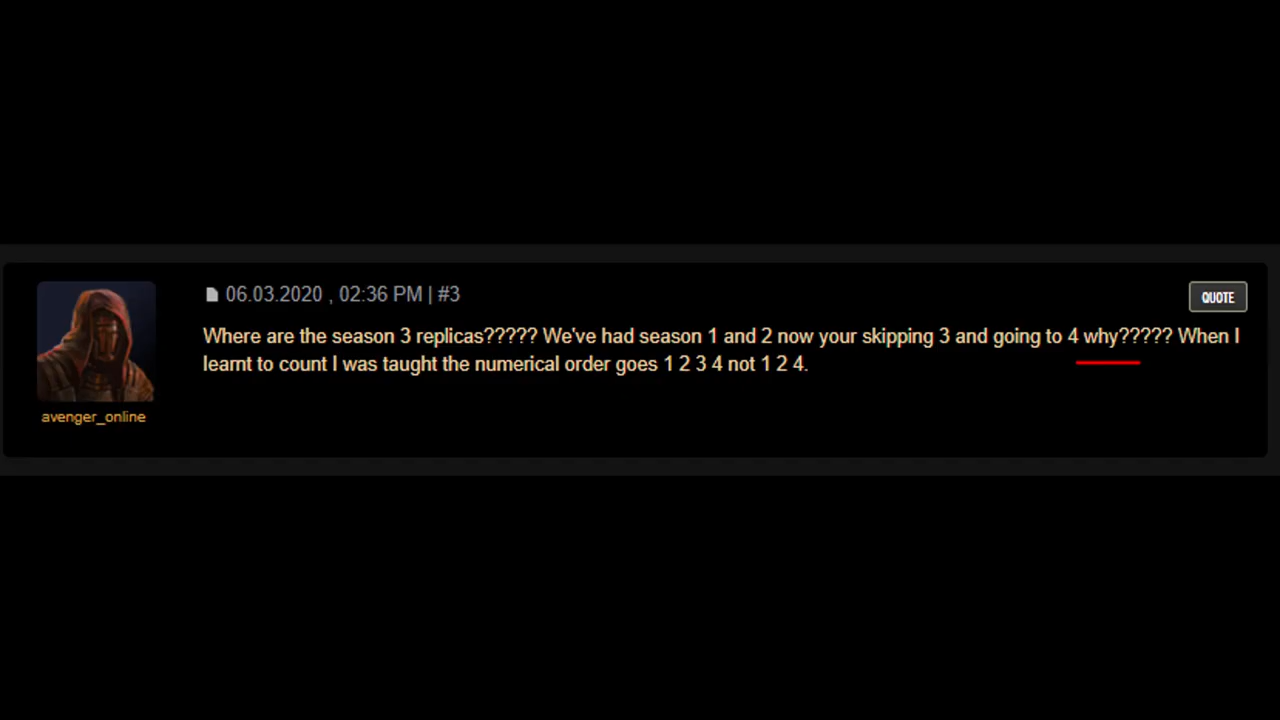 06.03.2020 , 02:36 PM | #3
QUOTE
Where are the season 3 replicas????? We've had season 1 and 2 now your skipping 3 and going to 4 why????? When I
learnt to count I was taught the numerical order goes 1 2 3 4 not 1 2 4.
avenger_online